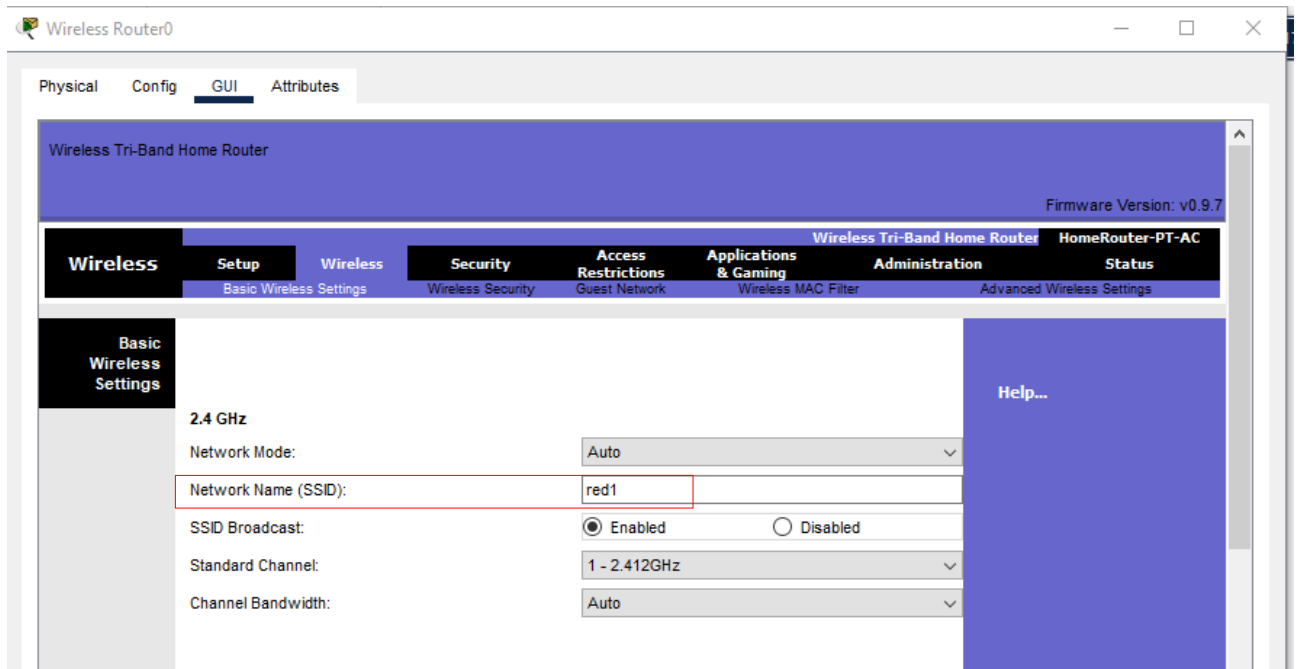 Wireless Router0
Physical Config GUI Attributes
Wireless Tri-Band Home Router
Firmware Version: v0.9.7
Wireless Tri-Band Home Router HomeRouter-PT-AC
Wireless
Setup Wireless Security Access Restrictions Applications & Gaming Administration Status
Basic Wireless Settings Wireless Security Guest Network Wireless MAC Filter Advanced Wireless Settings
Basic
Wireless
Settings
Help...
2.4 GHz
Network Mode: Auto
Network Name (SSID): red1
SSID Broadcast: Enabled Disabled
Standard Channel: 1 - 2.412GHz
Channel Bandwidth: Auto